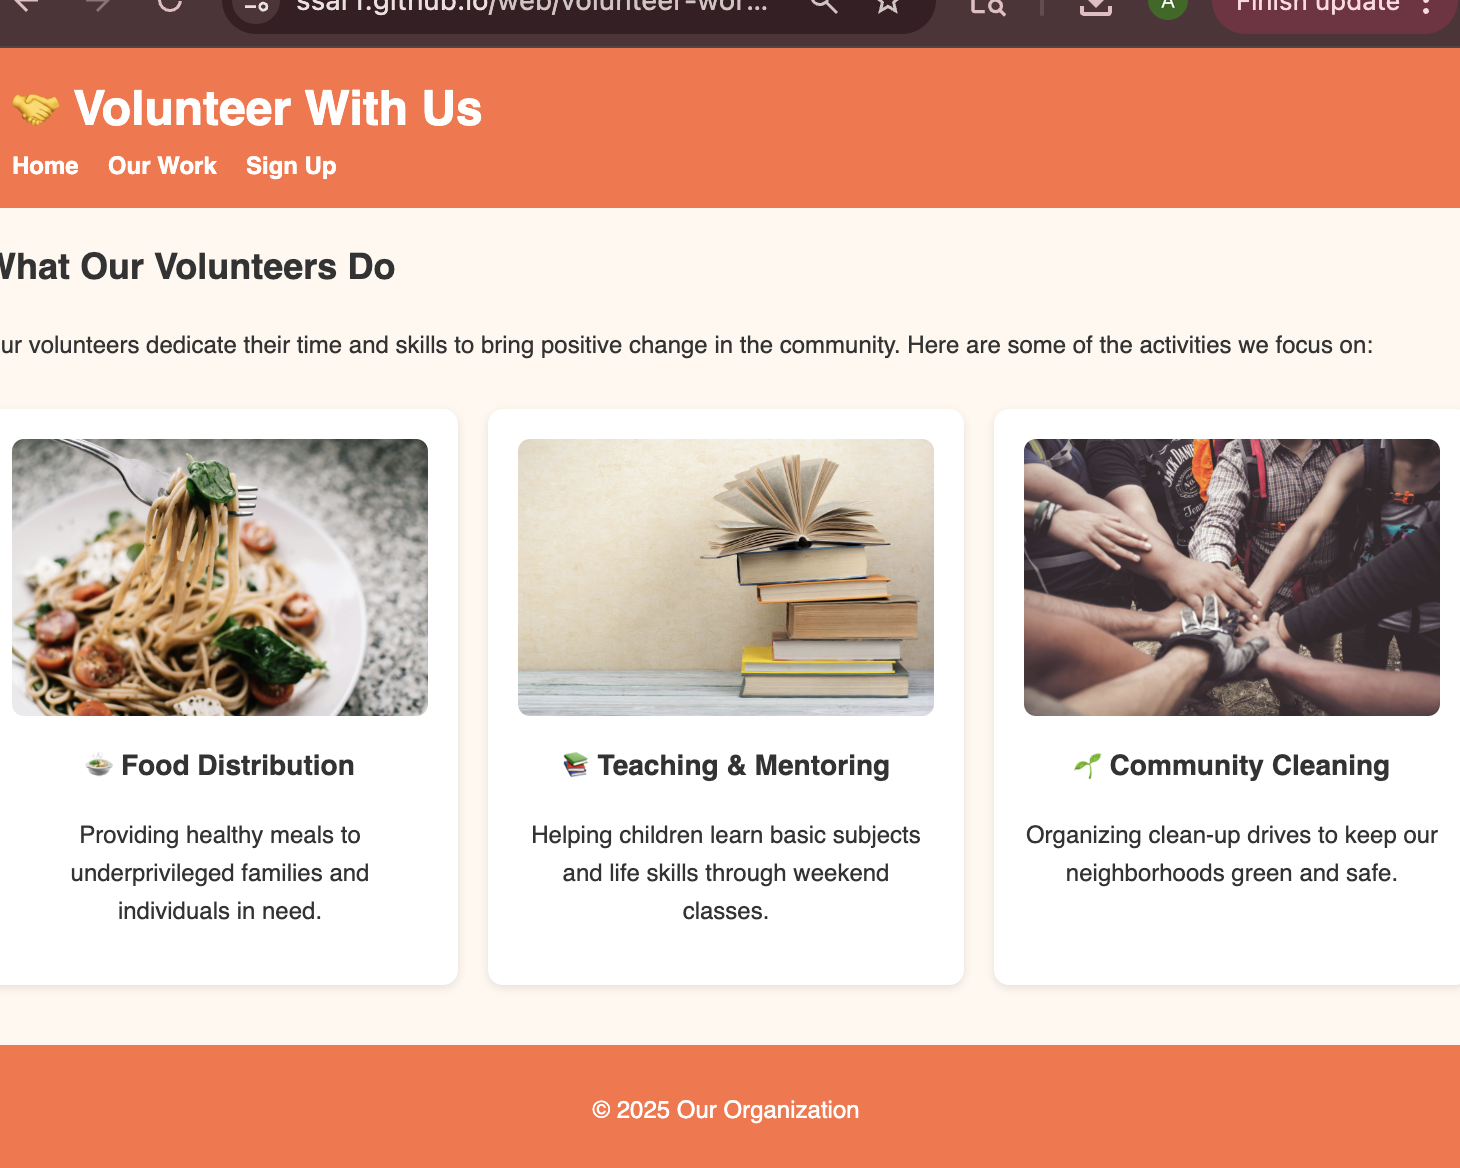 ssar1.github.io/web/volunteer-wor...
A
Finish update
Volunteer With Us
Home Our Work Sign Up
What Our Volunteers Do
ur volunteers dedicate their time and skills to bring positive change in the community. Here are some of the activities we focus on:
JACK DANIEL
Food Distribution
Teaching & Mentoring
Community Cleaning
Providing healthy meals to
underprivileged families and
individuals in need.
Helping children learn basic subjects
and life skills through weekend
classes.
Organizing clean-up drives to keep our
neighborhoods green and safe.
© 2025 Our Organization